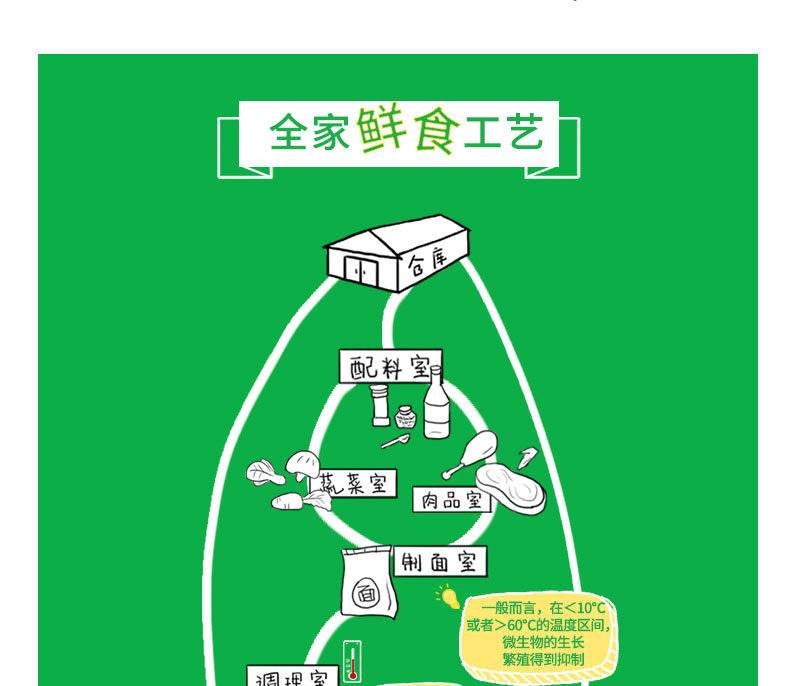 全家鲜食工艺
仓库
配料室
蔬菜室
肉品室
制面室
面
一般而言，在＜10℃
或者＞60℃的温度区间，
微生物的生长
繁殖得到抑制
调理室